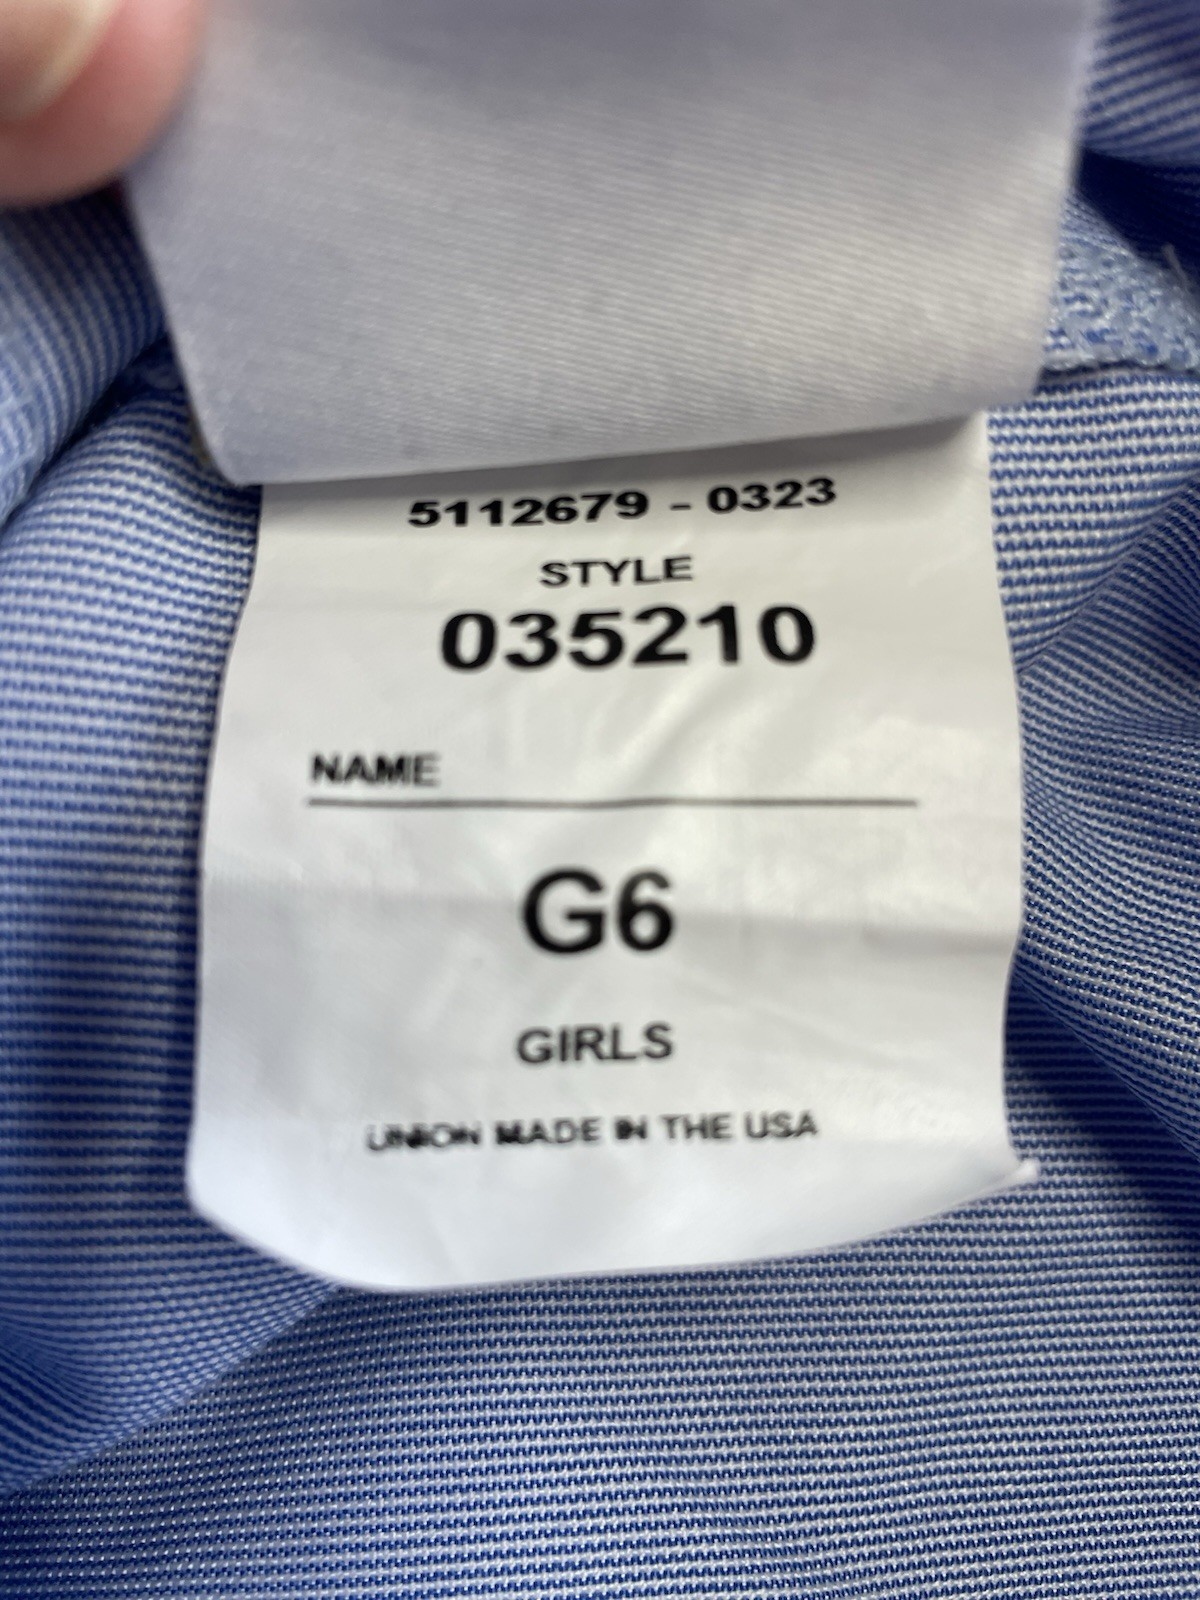 5112679 - 0323
STYLE
035210
NAME
G6
GIRLS
UNION MADE IN THE USA